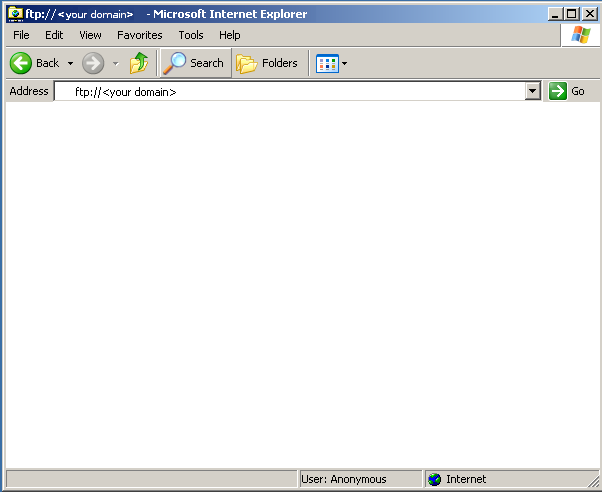 ftp://<your domain> - Microsoft Internet Explorer
File Edit View Favorites Tools Help
Back Search Folders
Address ftp://<your domain> Go
User: Anonymous Internet